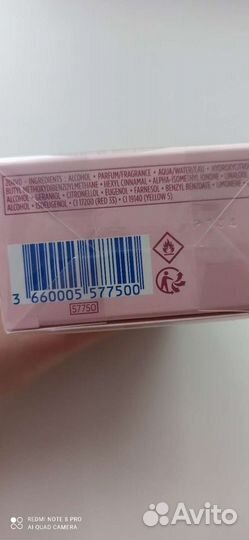 INGREDIENTS : ALCOHOL • PARFUM/FRAGRANCE • AQUA/WATER/EAU •
BUTYL METHOXYDIBENZOYLMETHANE • HEXYL CINNAMAL • ALPHA-ISOMETHYL IONONE • LINALOOL
ALCOHOL • GERANIOL • CITRONELLOL • EUGENOL • FARNESOL • BENZYL BENZOATE • LIMONENE
ALCOHOL • ISOEUGENOL • CI 17200 (RED 33) • CI 19140 (YELLOW 5)
3 660005 577500
57750
REDMI NOTE 8 PRO
AI QUAD CAMERA
Avito